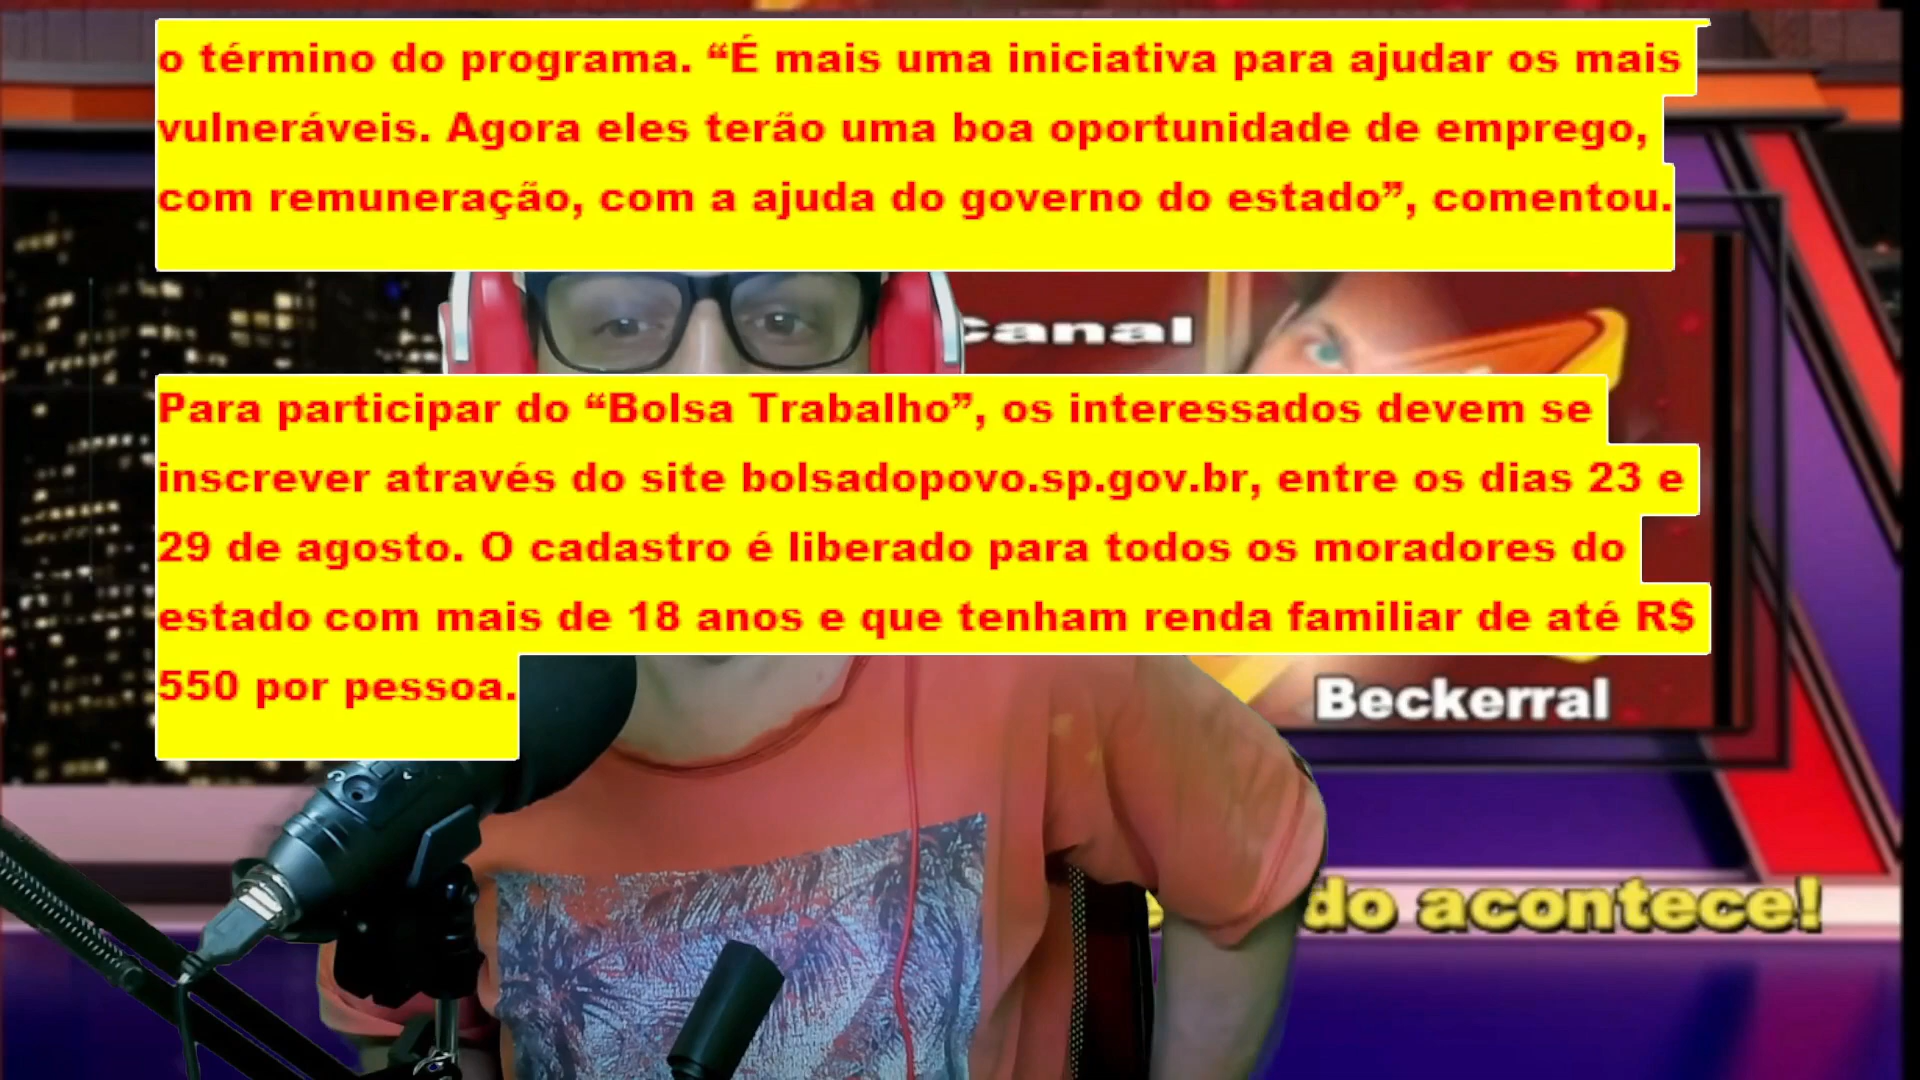 o término do programa. “É mais uma iniciativa para ajudar os mais
vulneráveis. Agora eles terão uma boa oportunidade de emprego,
com remuneração, com a ajuda do governo do estado”, comentou.
Canal
Para participar do “Bolsa Trabalho”, os interessados devem se
inscrever através do site bolsadopovo.sp.gov.br, entre os dias 23 e
29 de agosto. O cadastro é liberado para todos os moradores do
estado com mais de 18 anos e que tenham renda familiar de até R$
550 por pessoa.
Beckerral
do acontece!